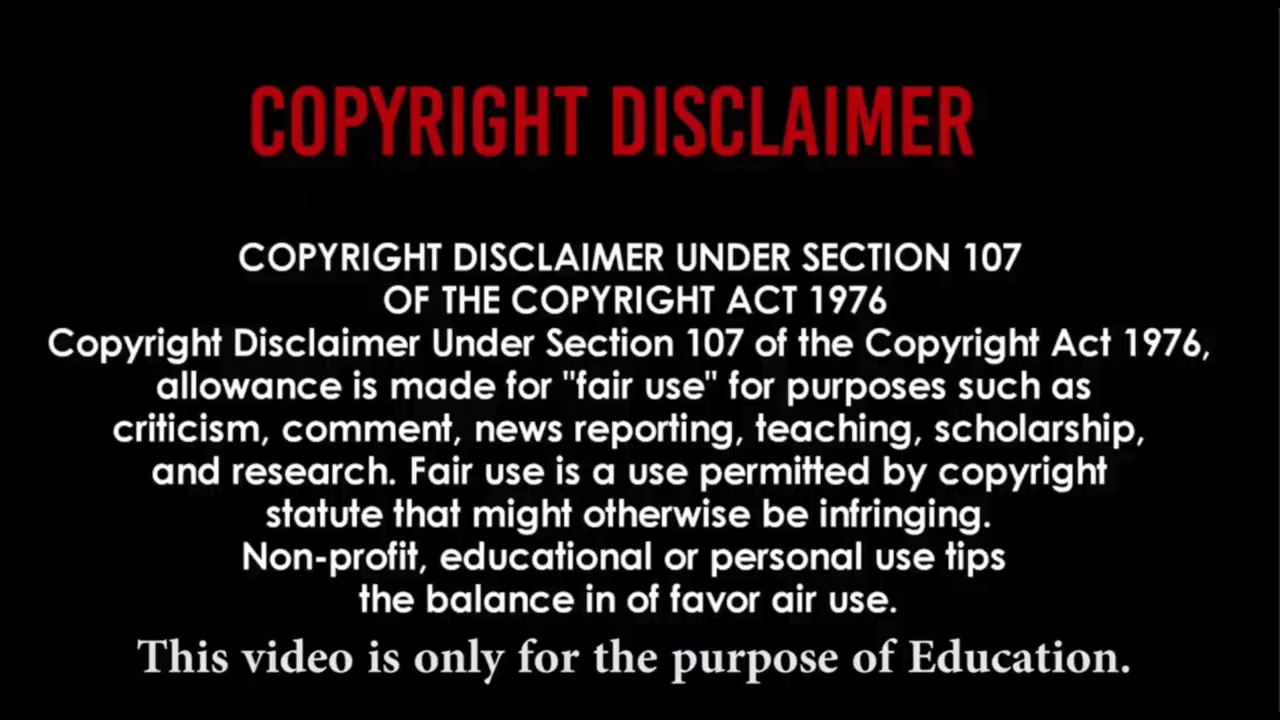 COPYRIGHT DISCLAIMER
COPYRIGHT DISCLAIMER UNDER SECTION 107
OF THE COPYRIGHT ACT 1976
Copyright Disclaimer Under Section 107 of the Copyright Act 1976,
allowance is made for "fair use" for purposes such as
criticism, comment, news reporting, teaching, scholarship,
and research. Fair use is a use permitted by copyright
statute that might otherwise be infringing.
Non-profit, educational or personal use tips
the balance in of favor air use.
This video is only for the purpose of Education.